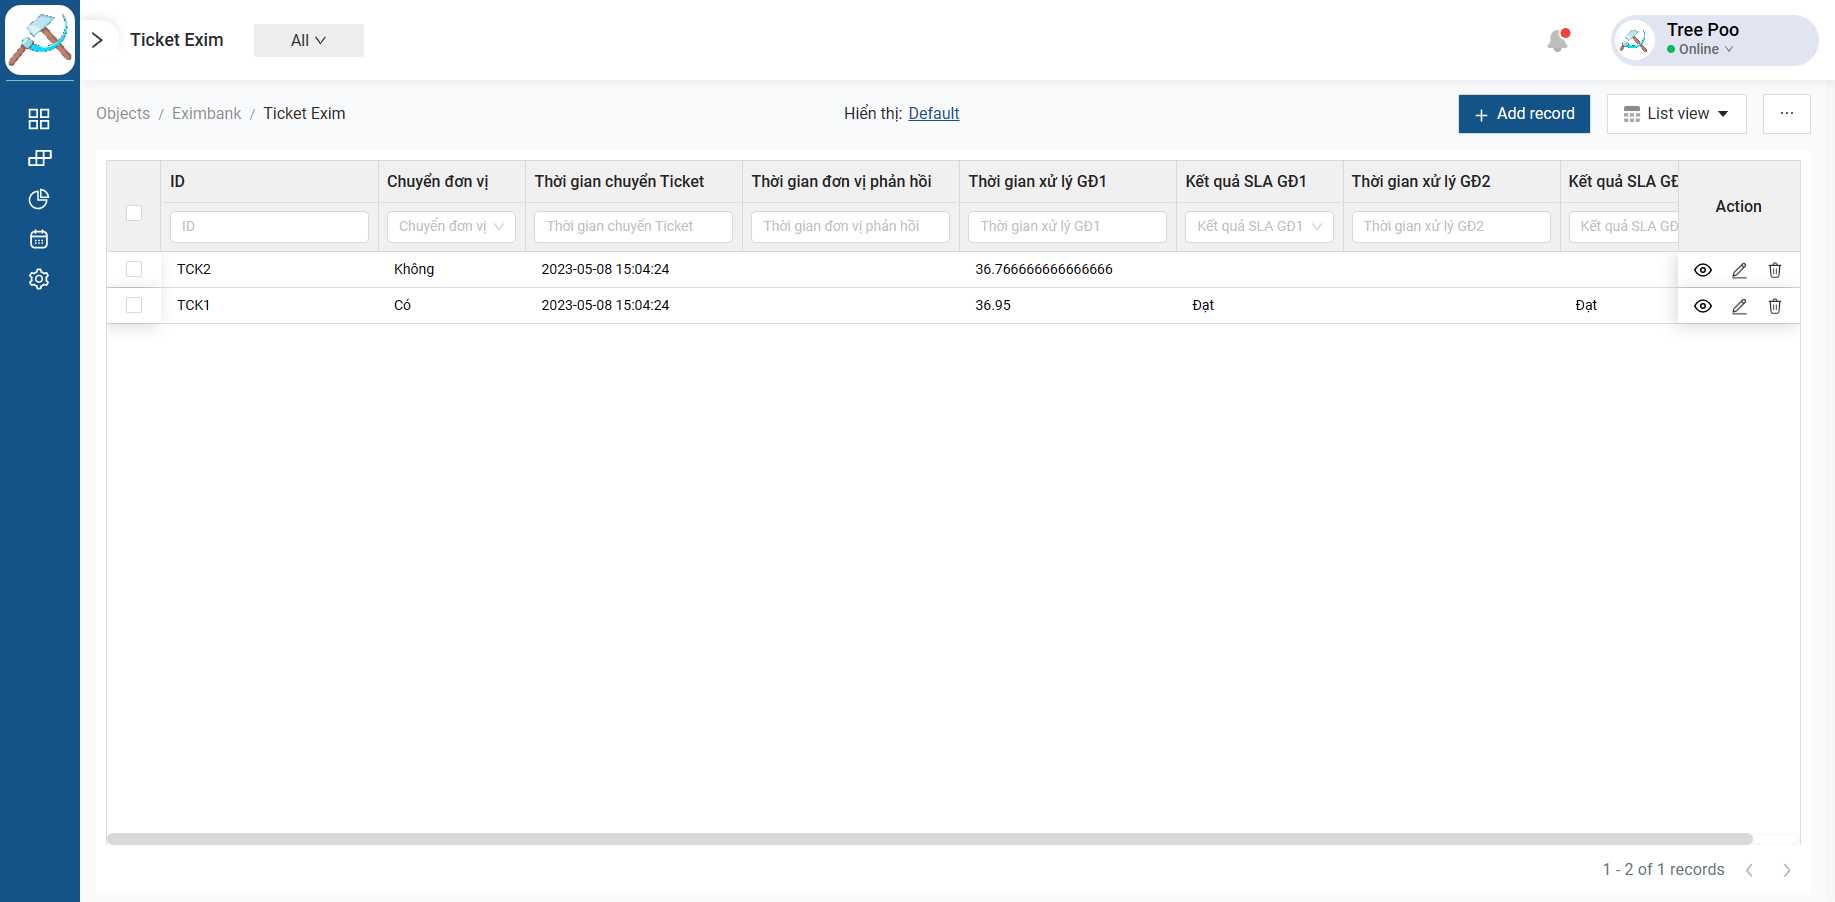 Ticket Exim
All
Tree Poo
Online
Objects / Eximbank / Ticket Exim
Hiển thị: Default
+ Add record
List view
...
ID
Chuyển đơn vị
Thời gian chuyển Ticket
Thời gian đơn vị phản hồi
Thời gian xử lý GĐ1
Kết quả SLA GĐ1
Thời gian xử lý GĐ2
Kết quả SLA GĐ
Action
ID
Chuyển đơn vị
Thời gian chuyển Ticket
Thời gian đơn vị phản hồi
Thời gian xử lý GĐ1
Kết quả SLA GĐ1
Thời gian xử lý GĐ2
Kết quả SLA GĐ
TCK2 Không 2023-05-08 15:04:24 36.766666666666666
TCK1 Có 2023-05-08 15:04:24 36.95 Đạt Đạt
1 - 2 of 1 records